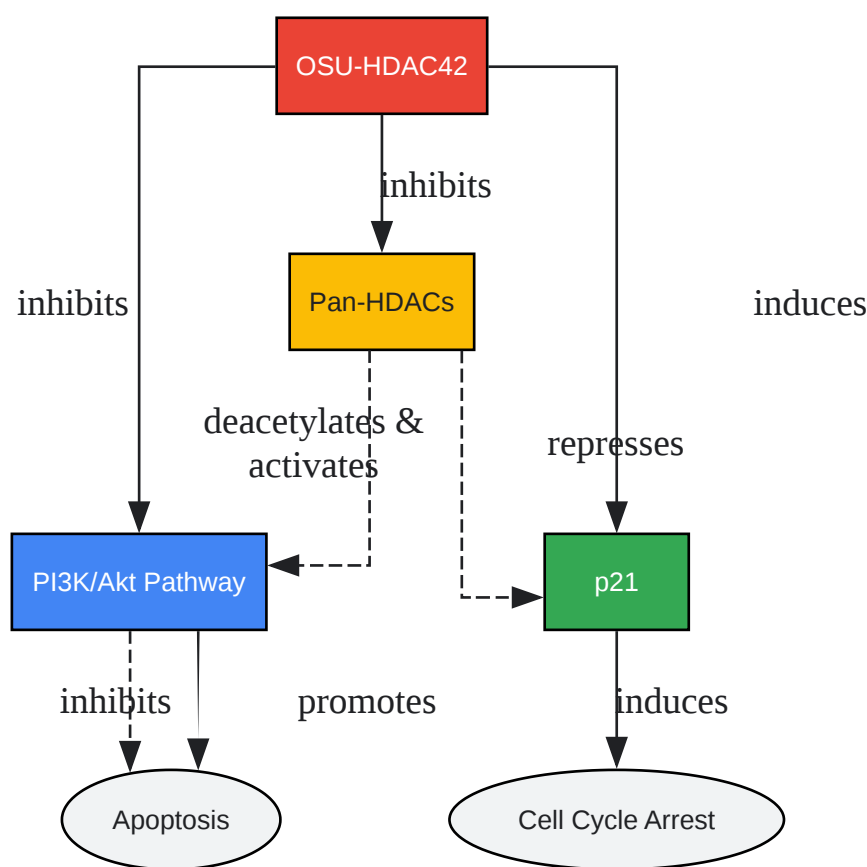 OSU-HDAC42
inhibits
Pan-HDACs
inhibits
induces
deacetylates &
activates
represses
PI3K/Akt Pathway
p21
inhibits
promotes
induces
Apoptosis
Cell Cycle Arrest